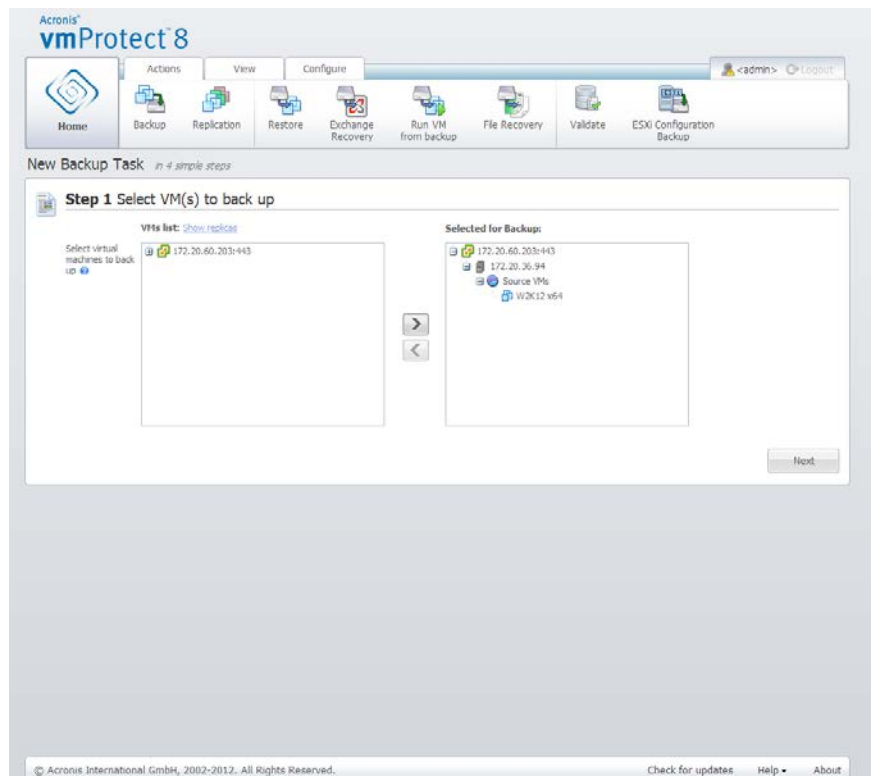 Acronis®
vmProtect™8
Actions View Configure
<admin> Logout
Home Backup Replication Restore Exchange Recovery Run VM from backup File Recovery Validate ESXi Configuration Backup
New Backup Task in 4 simple steps
Step 1 Select VM(s) to back up
VMs list: Show replicas
Selected for Backup:
Select virtual machines to back up
172.20.60.203:443
172.20.60.203:443
172.20.36.94
Source VMs
W2K12 x64
>
<
Next
© Acronis International GmbH, 2002-2012. All Rights Reserved.
Check for updates Help About